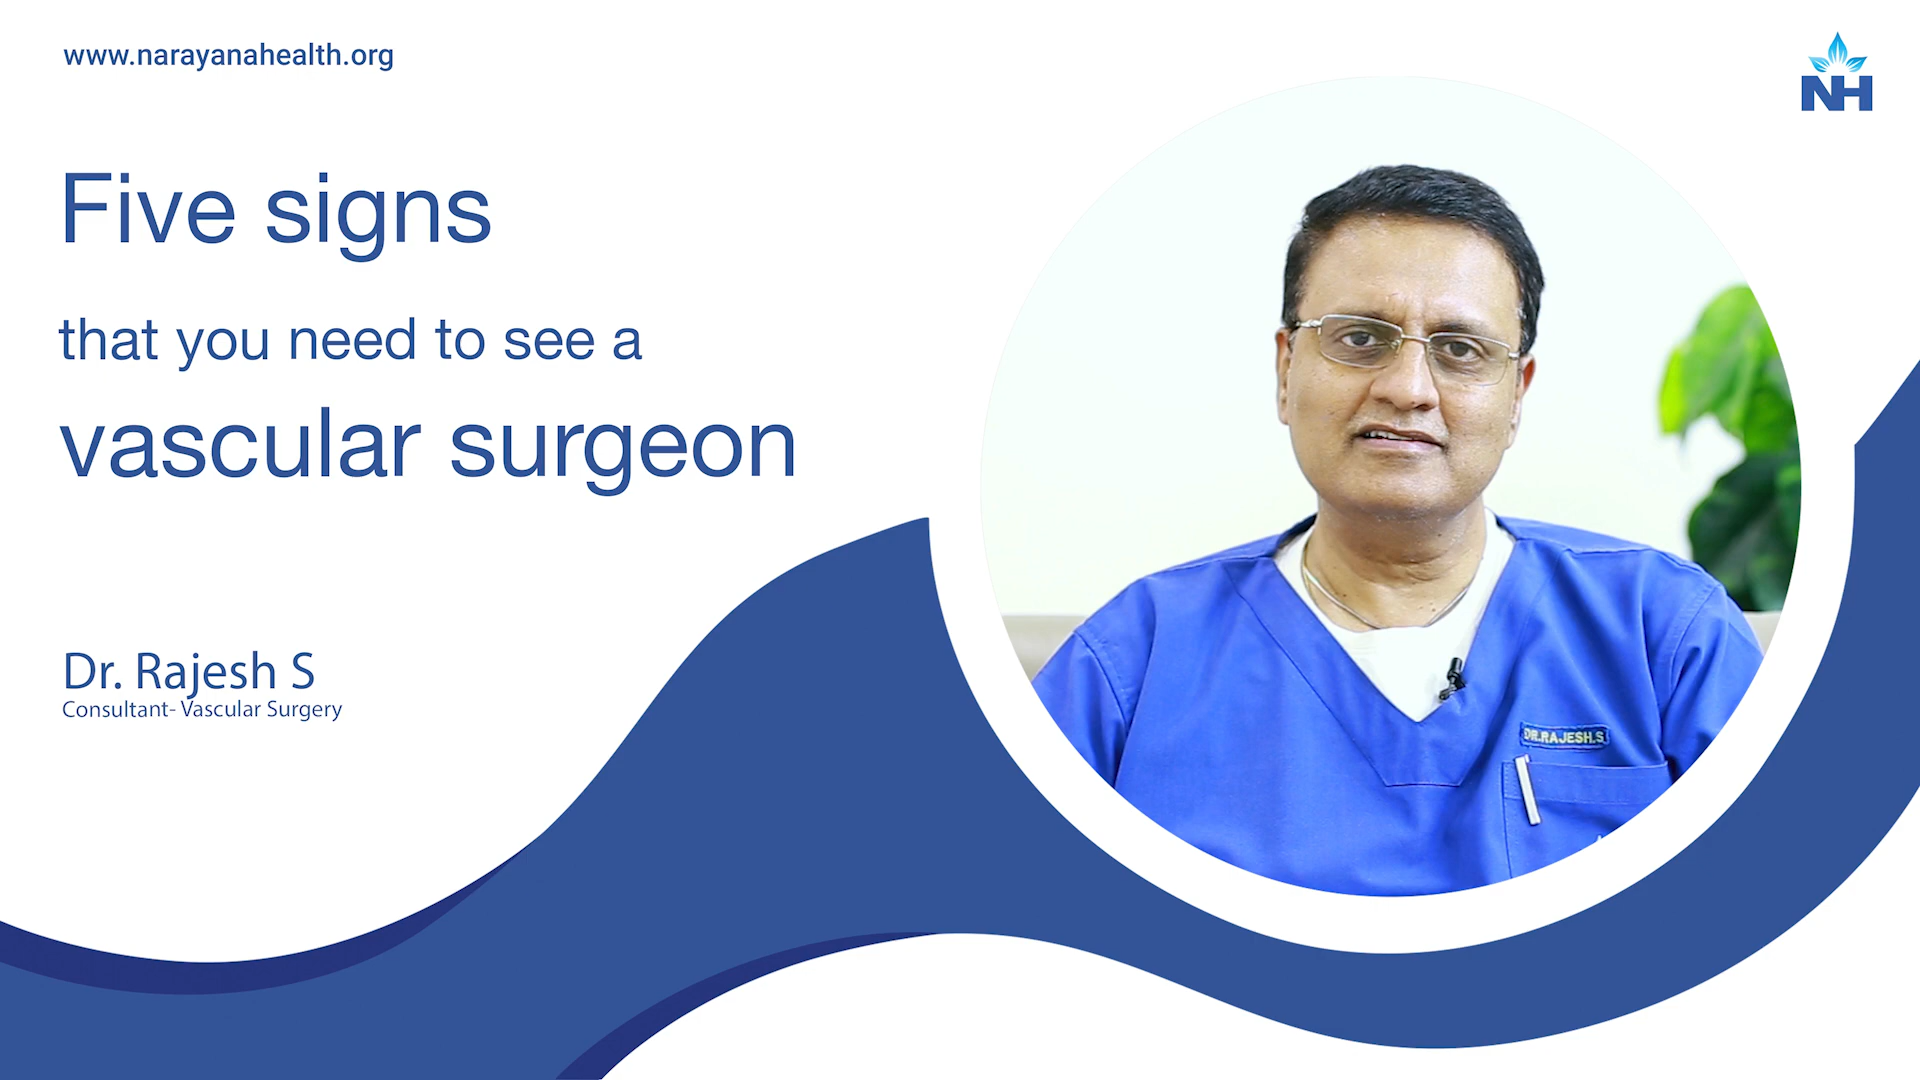 www.narayanahealth.org
NH
Five signs
that you need to see a
vascular surgeon
Dr. Rajesh S
Consultant- Vascular Surgery
DR.RAJESH.S